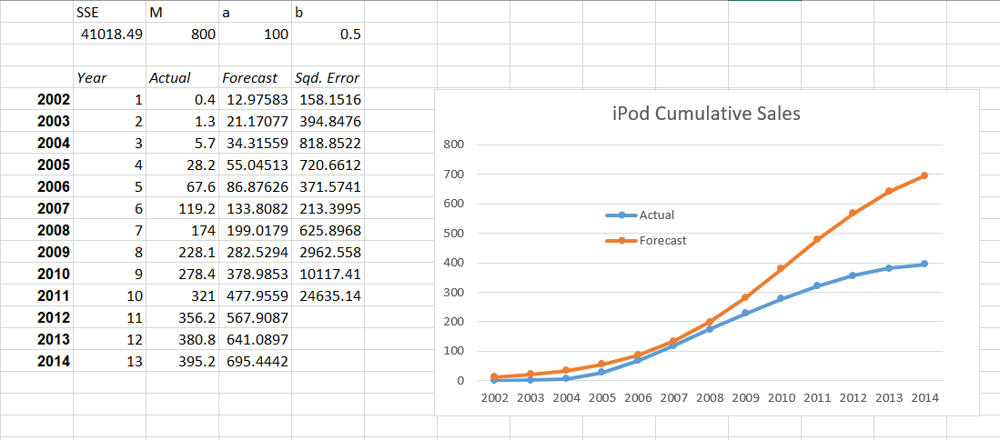 SSE M a b
41018.49 800 100 0.5
Year Actual Forecast Sqd. Error
2002 1 0.4 12.97583 158.1516
2003 2 1.3 21.17077 394.8476
2004 3 5.7 34.31559 818.8522
2005 4 28.2 55.04513 720.6612
2006 5 67.6 86.87626 371.5741
2007 6 119.2 133.8082 213.3995
2008 7 174 199.0179 625.8968
2009 8 228.1 282.5294 2962.558
2010 9 278.4 378.9853 10117.41
2011 10 321 477.9559 24635.14
2012 11 356.2 567.9087
2013 12 380.8 641.0897
2014 13 395.2 695.4442
iPod Cumulative Sales
800
700
600
500
400
300
200
100
0
Actual
Forecast
2002 2003 2004 2005 2006 2007 2008 2009 2010 2011 2012 2013 2014